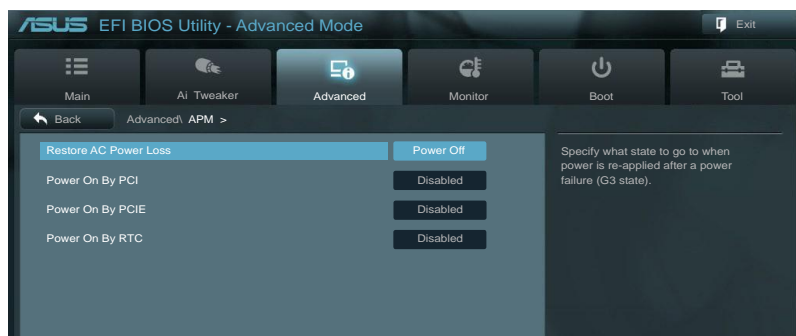 ASUS EFI BIOS Utility - Advanced Mode
Exit
Main
Ai Tweaker
Advanced
Monitor
Boot
Tool
Back
Advanced\ APM >
Restore AC Power Loss
Power Off
Power On By PCI
Disabled
Power On By PCIE
Disabled
Power On By RTC
Disabled
Specify what state to go to when
power is re-applied after a power
failure (G3 state).